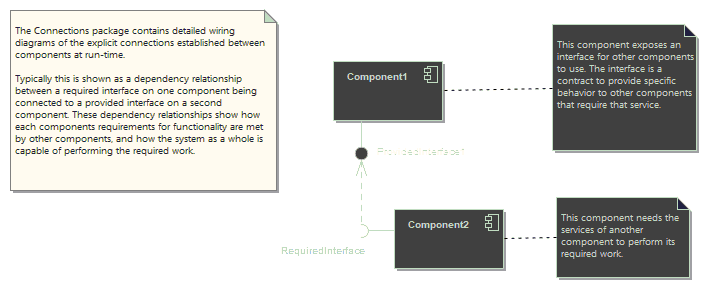 The Connections package contains detailed wiring
diagrams of the explicit connections established between
components at run-time.
Typically this is shown as a dependency relationship
between a required interface on one component being
connected to a provided interface on a second
component. These dependency relationships show how
each components requirements for functionality are met
by other components, and how the system as a whole is
capable of performing the required work.
Component1
This component exposes an
interface for other components
to use. The interface is a
contract to provide specific
behavior to other components
that require that service.
Component2
RequiredInterface
This component needs the
services of another
component to perform its
required work.